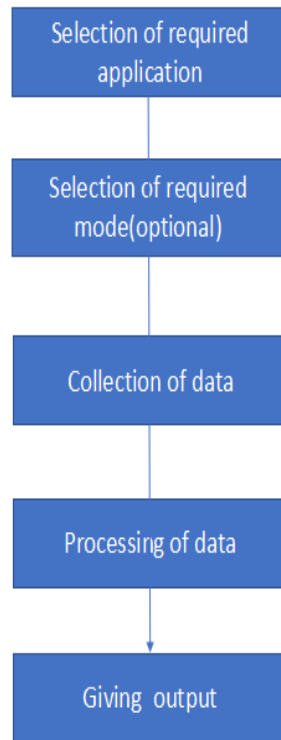 Selection of required
application
Selection of required
mode(optional)
Collection of data
Processing of data
Giving output